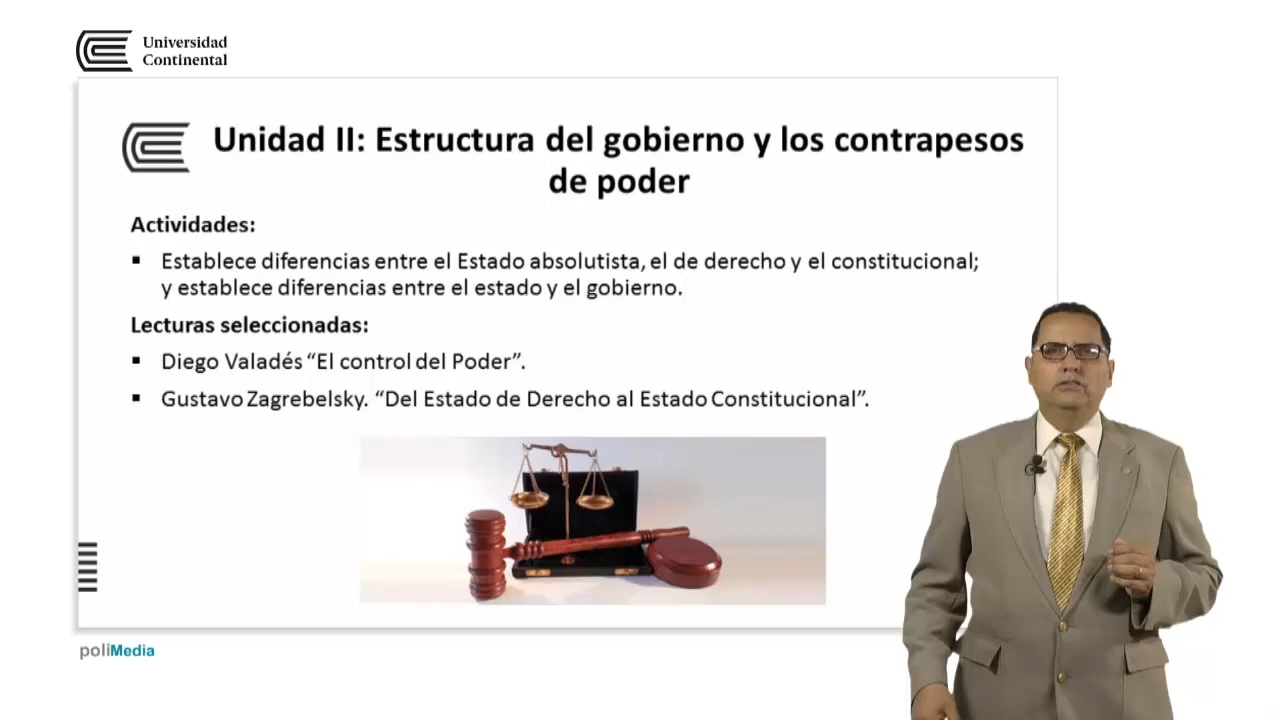 Universidad
Continental
Unidad II: Estructura del gobierno y los contrapesos
de poder
Actividades:
▪ Establece diferencias entre el Estado absolutista, el de derecho y el constitucional;
y establece diferencias entre el estado y el gobierno.
Lecturas seleccionadas:
▪ Diego Valadés “El control del Poder”.
▪ Gustavo Zagrebelsky. “Del Estado de Derecho al Estado Constitucional”.
poliMedia